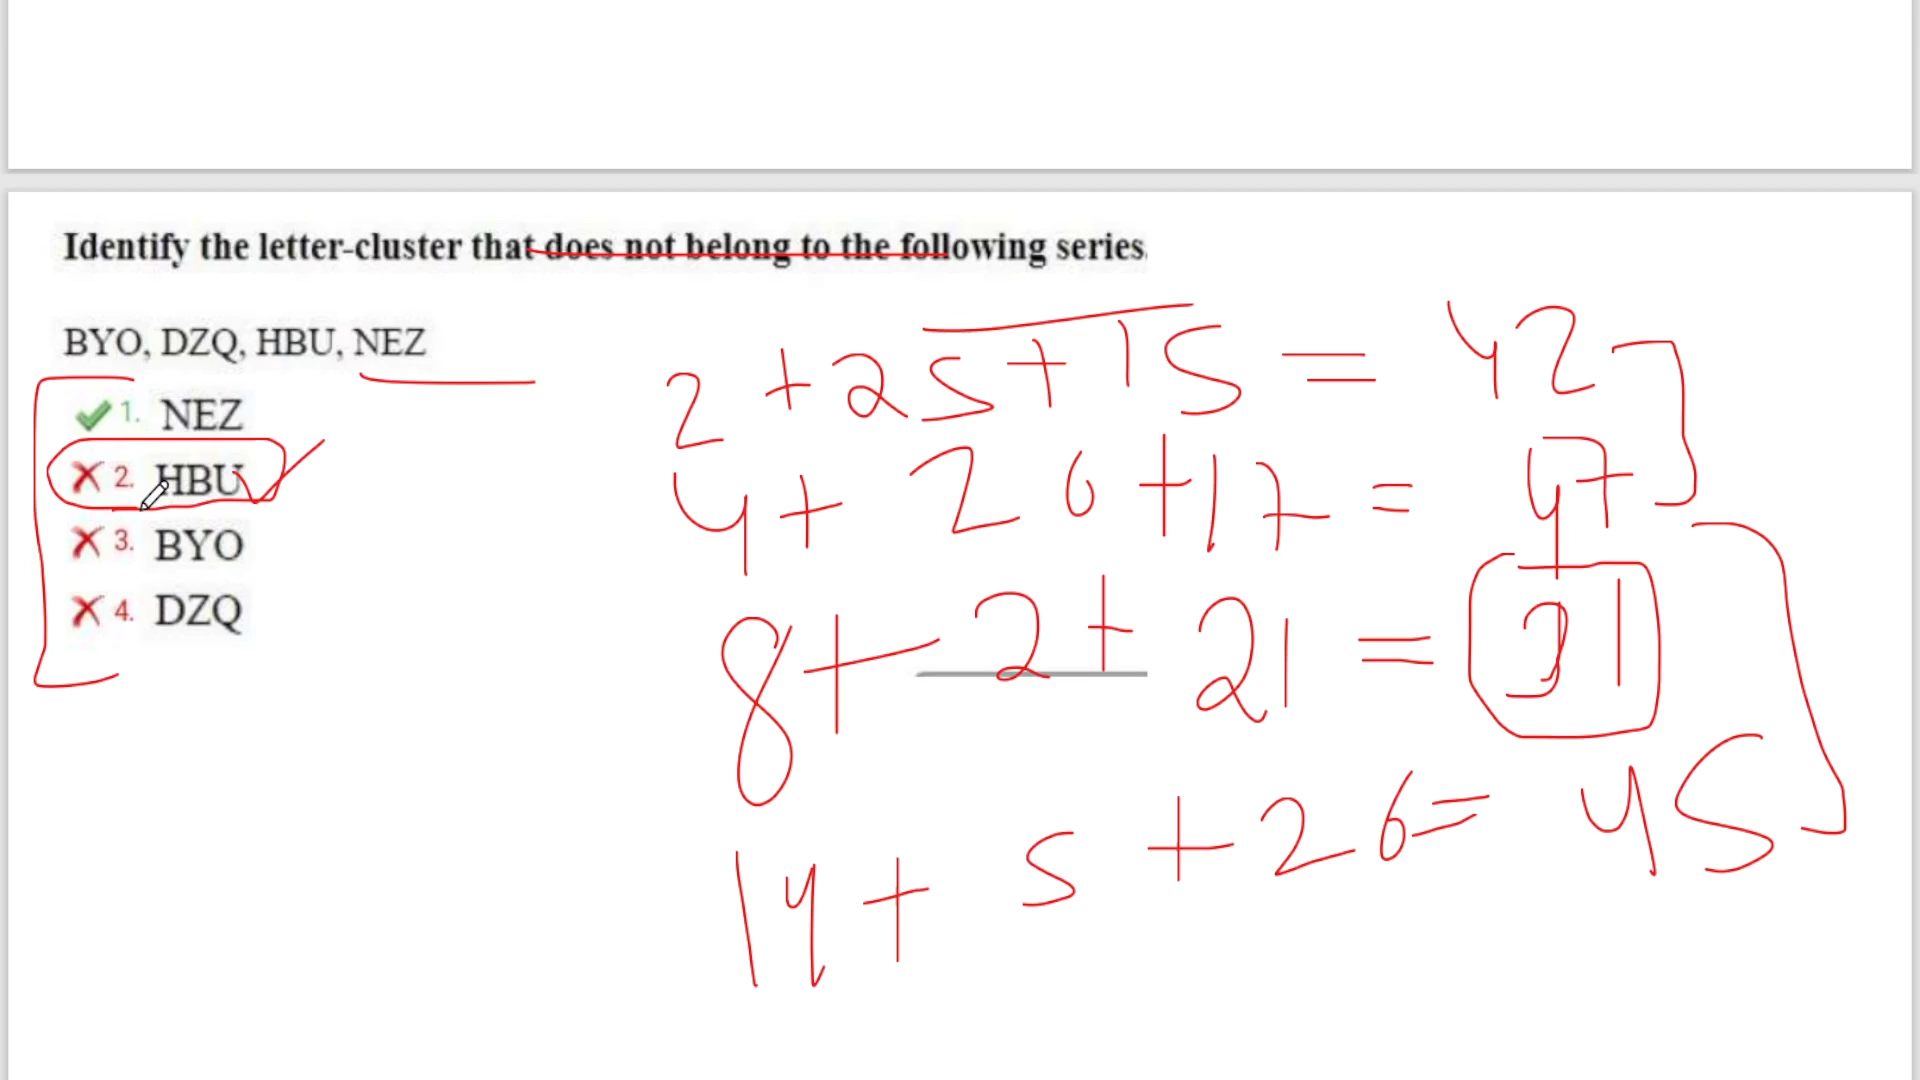 Identify the letter-cluster that does not belong to the following series.
BYO, DZQ, HBU, NEZ
1. NEZ
2. HBU
3. BYO
4. DZQ
2 + 25 + 15 = 42
4 + 26 + 17 = 47
8 + 2 + 21 = 31
14 + 5 + 26 = 45